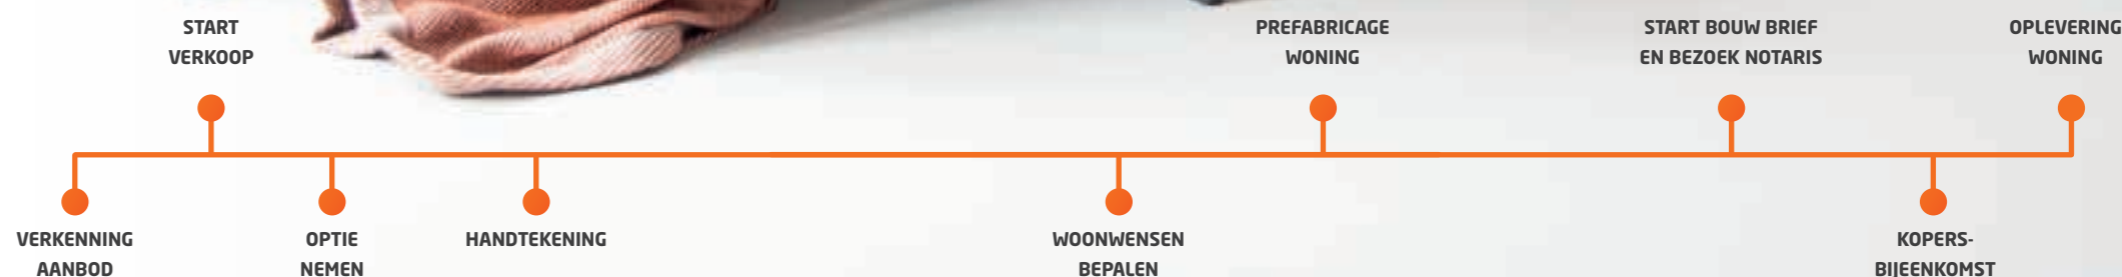 START
VERKOOP
PREFABRICAGE
WONING
START BOUW BRIEF
EN BEZOEK NOTARIS
OPLEVERING
WONING
VERKENNING
AANBOD
OPTIE
NEMEN
HANDTEKENING
WOONWENSEN
BEPALEN
KOPERS-
BIJEENKOMST